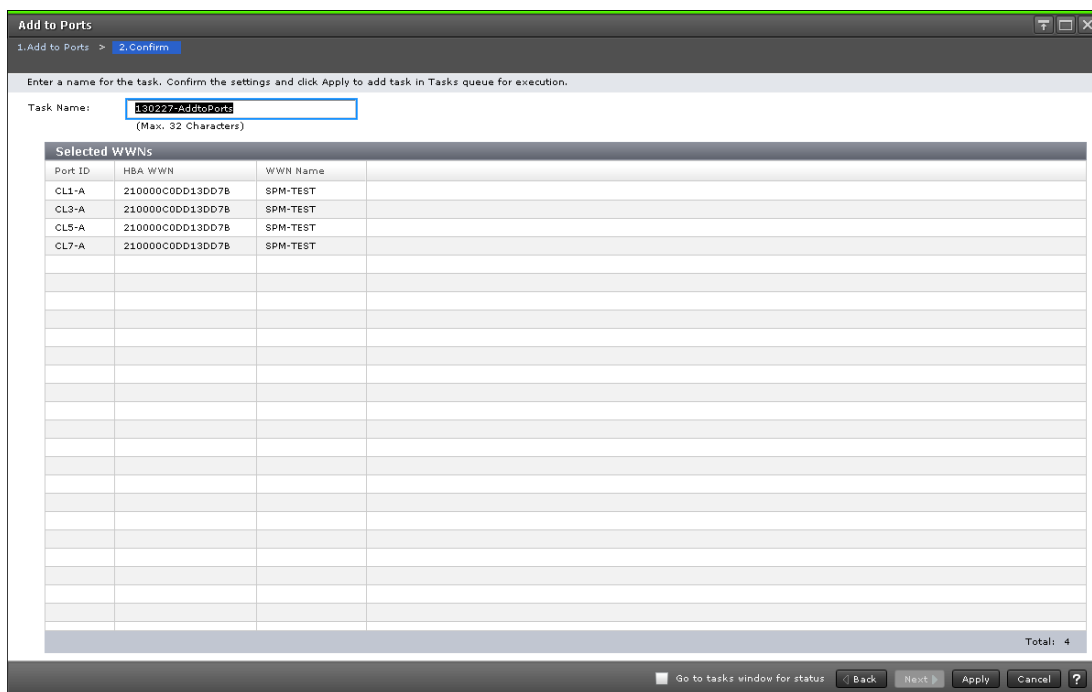 Add to Ports
1.Add to Ports > 2.Confirm
Enter a name for the task. Confirm the settings and click Apply to add task in Tasks queue for execution.
Task Name: 130227-AddtoPorts
(Max. 32 Characters)
Selected WWNs
Port ID HBA WWN WWN Name
CL1-A 210000C0DD13DD7B SPM-TEST
CL3-A 210000C0DD13DD7B SPM-TEST
CL5-A 210000C0DD13DD7B SPM-TEST
CL7-A 210000C0DD13DD7B SPM-TEST
Total: 4
Go to tasks window for status Back Next Apply Cancel ?